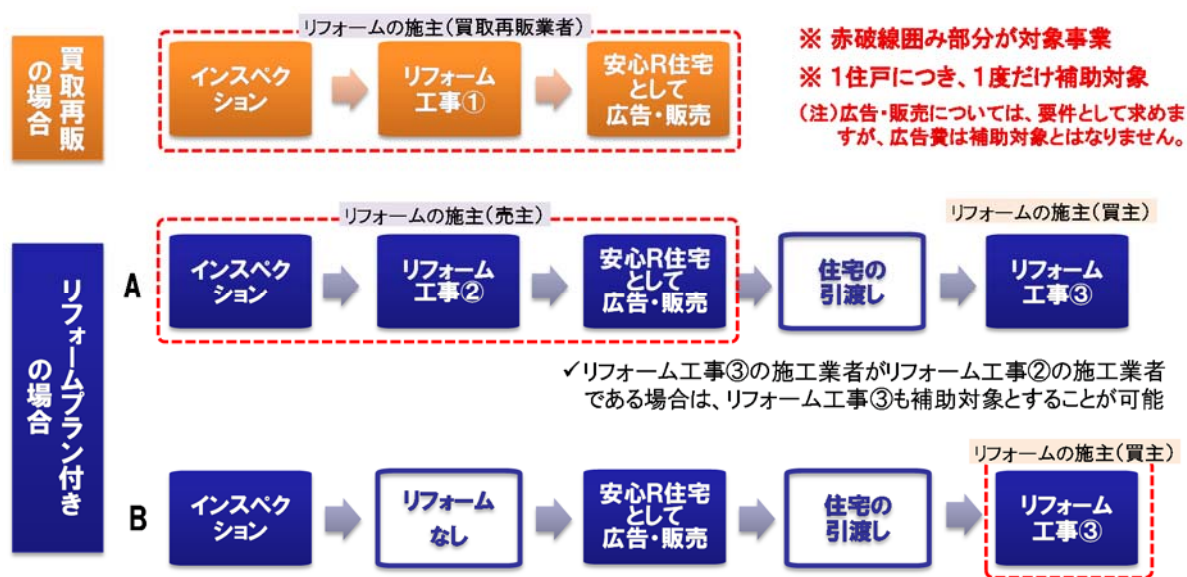 買取再販
の場合
リフォームの施主(買取再販業者)
インスペク
ション
リフォーム
工事①
安心R住宅
として
広告・販売
※ 赤破線囲み部分が対象事業
※ 1住戸につき、1度だけ補助対象
(注)広告・販売については、要件として求めま
すが、広告費は補助対象とはなりません。
リフォームプラン付き
の場合
A
リフォームの施主(売主)
インスペク
ション
リフォーム
工事②
安心R住宅
として
広告・販売
住宅の
引渡し
リフォームの施主(買主)
リフォーム
工事③
✓リフォーム工事③の施工業者がリフォーム工事②の施工業者
である場合は、リフォーム工事③も補助対象とすることが可能
B
インスペク
ション
リフォーム
なし
安心R住宅
として
広告・販売
住宅の
引渡し
リフォームの施主(買主)
リフォーム
工事③